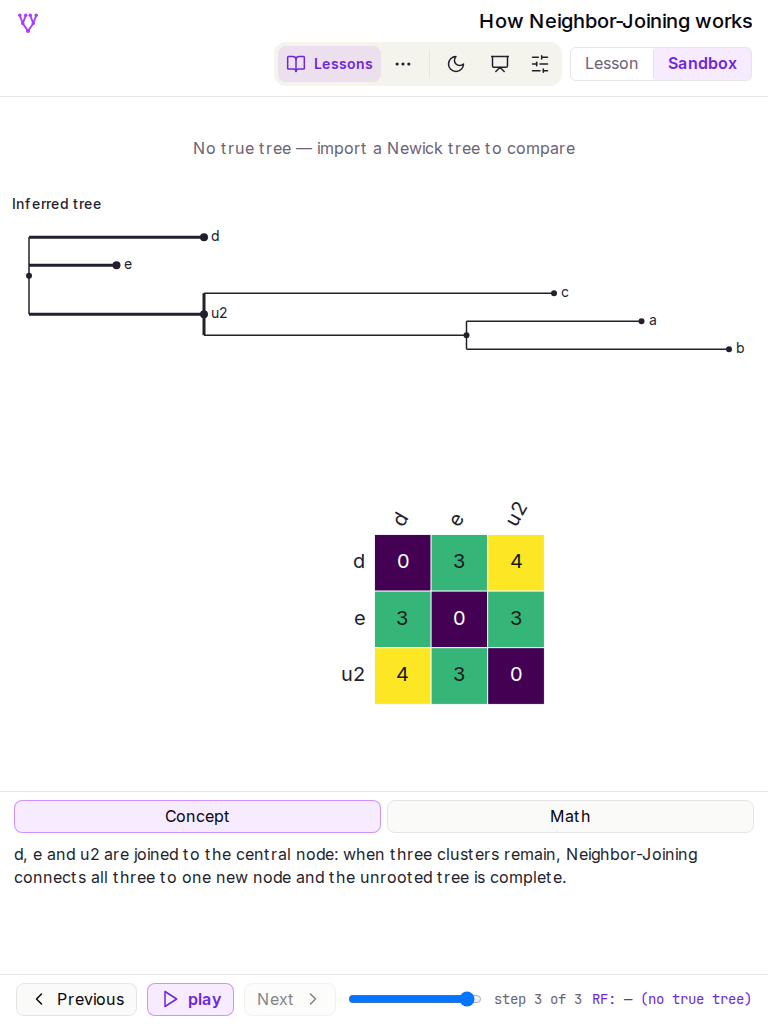 How Neighbor-Joining works
Lessons
Lesson
Sandbox
No true tree — import a Newick tree to compare
Inferred tree
d
e
c
u2
a
b
d e u2
d 0 3 4
e 3 0 3
u2 4 3 0
Concept
Math
d, e and u2 are joined to the central node: when three clusters remain, Neighbor-Joining
connects all three to one new node and the unrooted tree is complete.
Previous
play
Next
step 3 of 3
RF: — (no true tree)